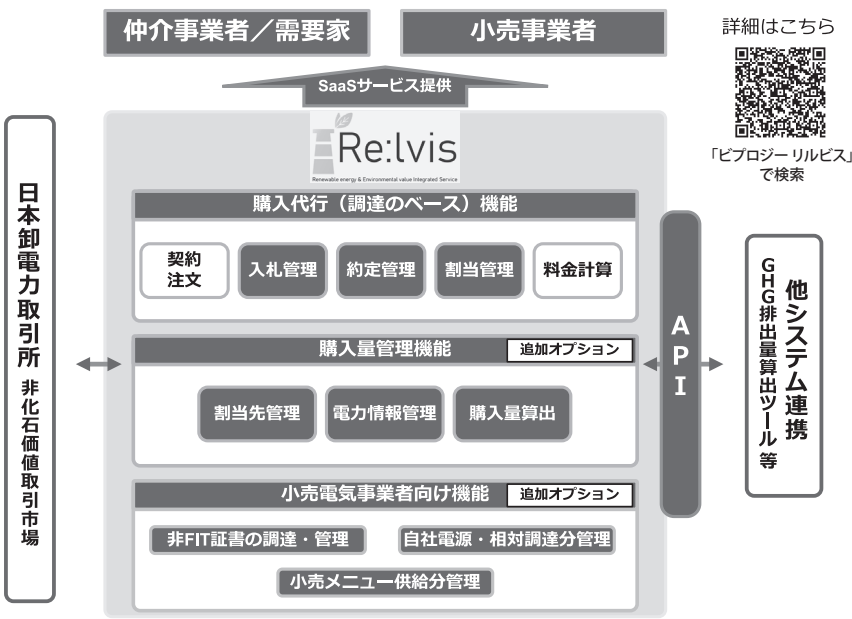 仲介事業者／需要家
小売事業者
詳細はこちら
SaaSサービス提供
「ビプロジー リルビス」
で検索
Re:lvis
Renewable energy & Environmental value Integrated Service
日本卸電力取引所 非化石価値取引市場
購入代行（調達のベース）機能
契約
注文
入札管理
約定管理
割当管理
料金計算
購入量管理機能
追加オプション
割当先管理
電力情報管理
購入量算出
小売電気事業者向け機能
追加オプション
非FIT証書の調達・管理
自社電源・相対調達分管理
小売メニュー供給分管理
API
他システム連携
GHG排出量算出ツール 等